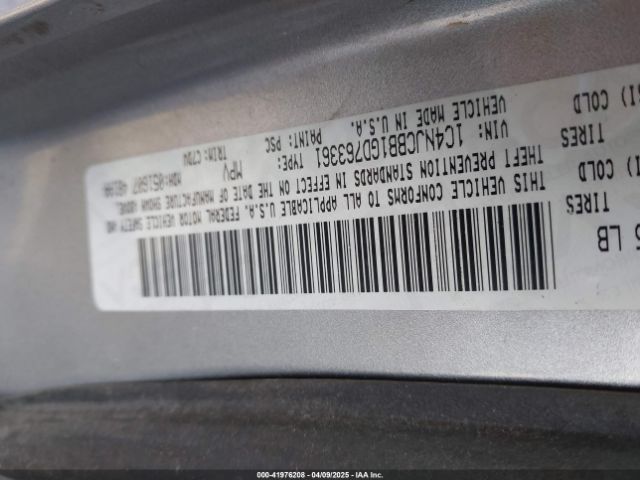 5 LB
TIRES
COLD
TIRES
COLD
THIS VEHICLE CONFORMS TO ALL APPLICABLE U.S.A. FEDERAL MOTOR VEHICLE SAFETY AND
THEFT PREVENTION STANDARDS IN EFFECT ON THE DATE OF MANUFACTURE SHOWN ABOVE.
VIN: 1C4NJCBB1GD763361 TYPE: MPV
VEHICLE MADE IN U.S.A. PAINT: PSC TRIM:
000-41976208 - 04/09/2025 - IAA Inc.